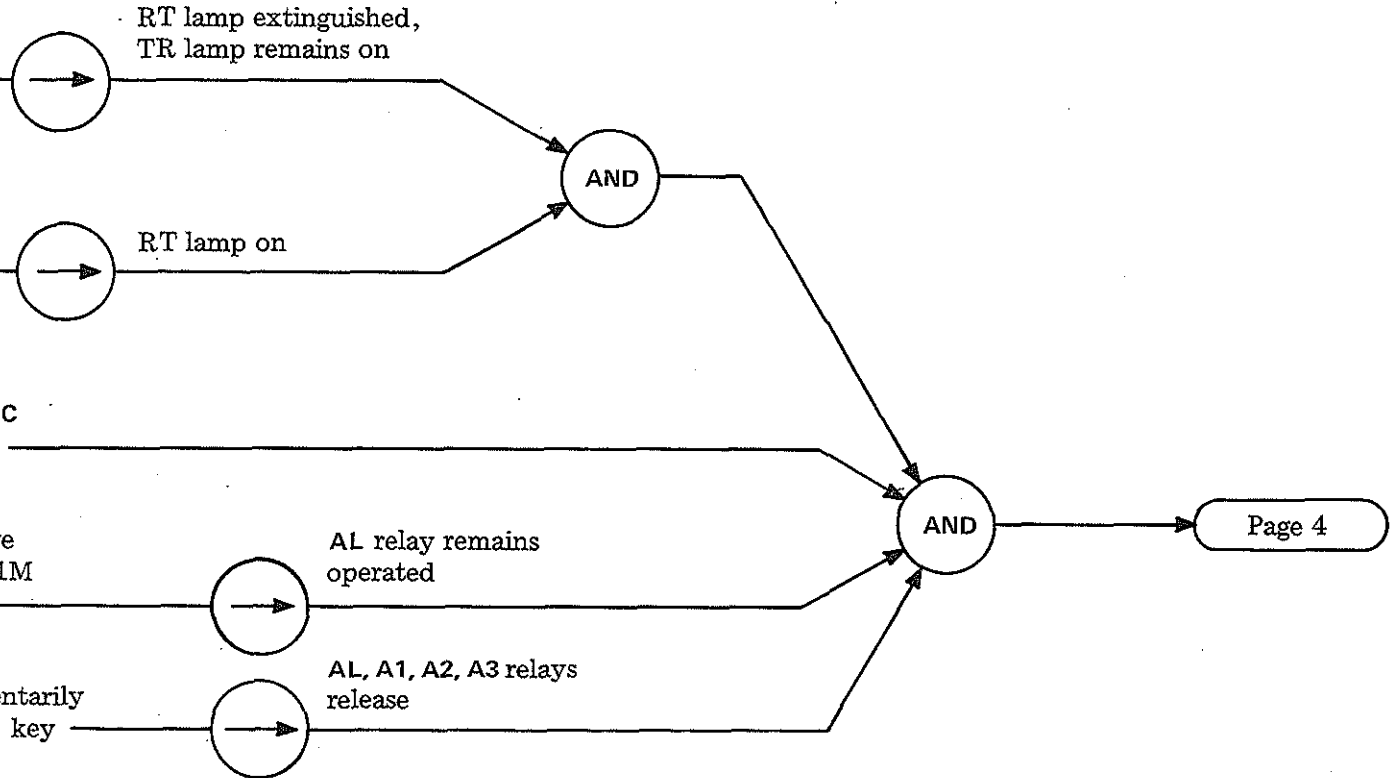 RT lamp extinguished,
TR lamp remains on
AND
RT lamp on
C
AND
Page 4
AL relay remains
operated
1M
AL, A1, A2, A3 relays
release
key